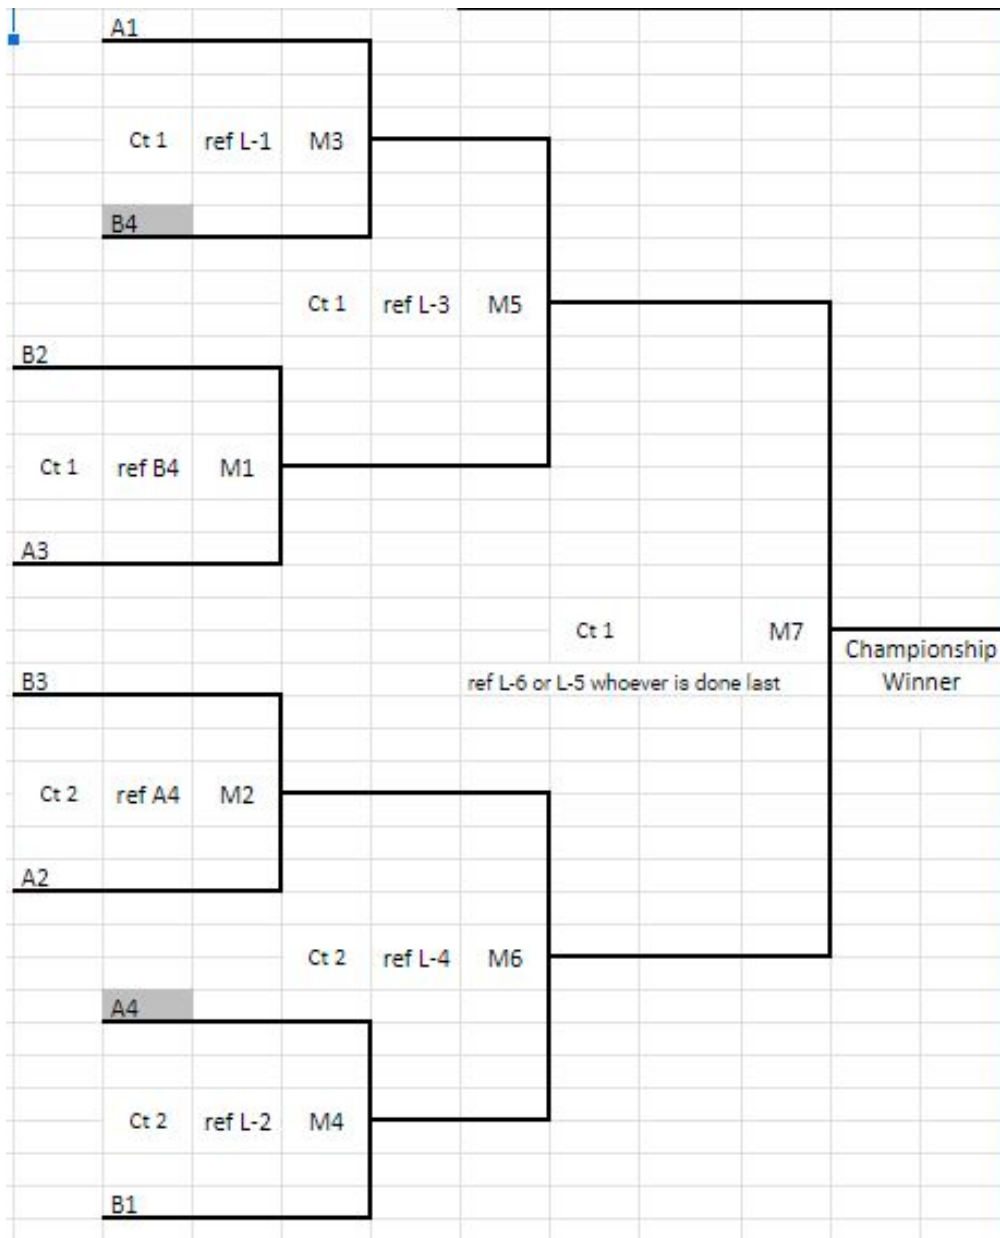 A1
Ct 1 ref L-1 M3
B4
Ct 1 ref L-3 M5
B2
Ct 1 ref B4 M1
A3
Ct 1 M7
Championship
Winner
B3
ref L-6 or L-5 whoever is done last
Ct 2 ref A4 M2
A2
Ct 2 ref L-4 M6
A4
Ct 2 ref L-2 M4
B1